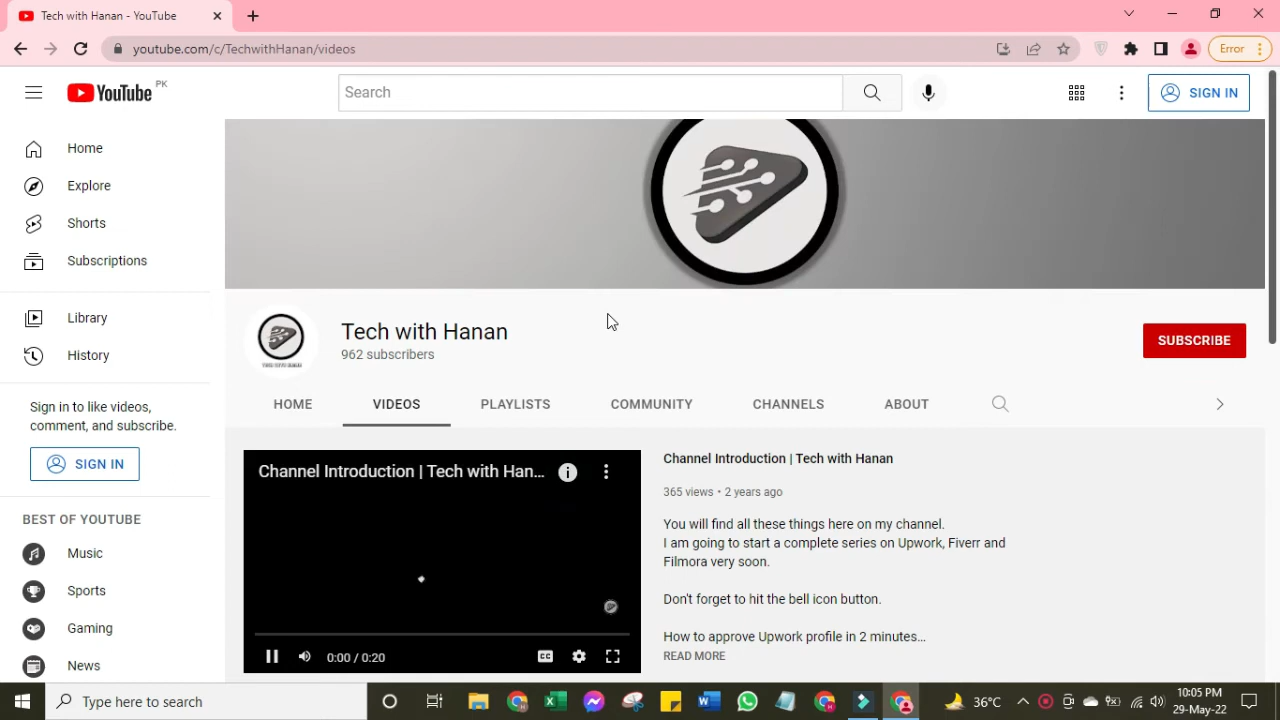 Tech with Hanan - YouTube
youtube.com/c/TechwithHanan/videos
Error
YouTube PK
Search
SIGN IN
Home
Explore
Shorts
Subscriptions
Library
History
Sign in to like videos,
comment, and subscribe.
SIGN IN
BEST OF YOUTUBE
Music
Sports
Gaming
News
Tech with Hanan
962 subscribers
SUBSCRIBE
HOME VIDEOS PLAYLISTS COMMUNITY CHANNELS ABOUT
Channel Introduction | Tech with Han...
0:00 / 0:20
CC
Channel Introduction | Tech with Hanan
365 views • 2 years ago
You will find all these things here on my channel.
I am going to start a complete series on Upwork, Fiverr and
Filmora very soon.
Don't forget to hit the bell icon button.
How to approve Upwork profile in 2 minutes...
READ MORE
Type here to search
36°C
10:05 PM
29-May-22